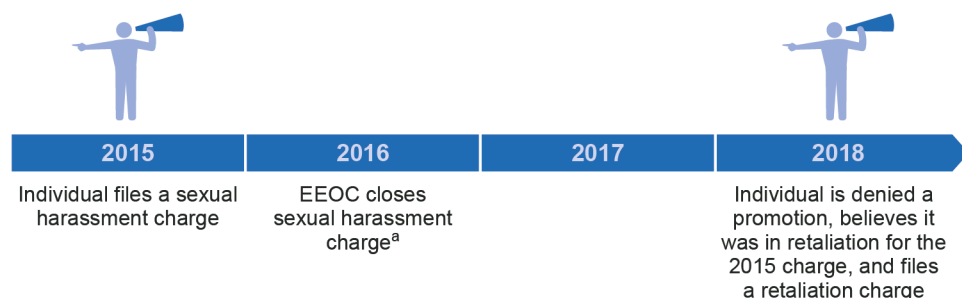 2015
2016
2017
2018
Individual files a sexual
harassment charge
EEOC closes
sexual harassment
chargeᵃ
Individual is denied a
promotion, believes it
was in retaliation for the
2015 charge, and files
a retaliation charge